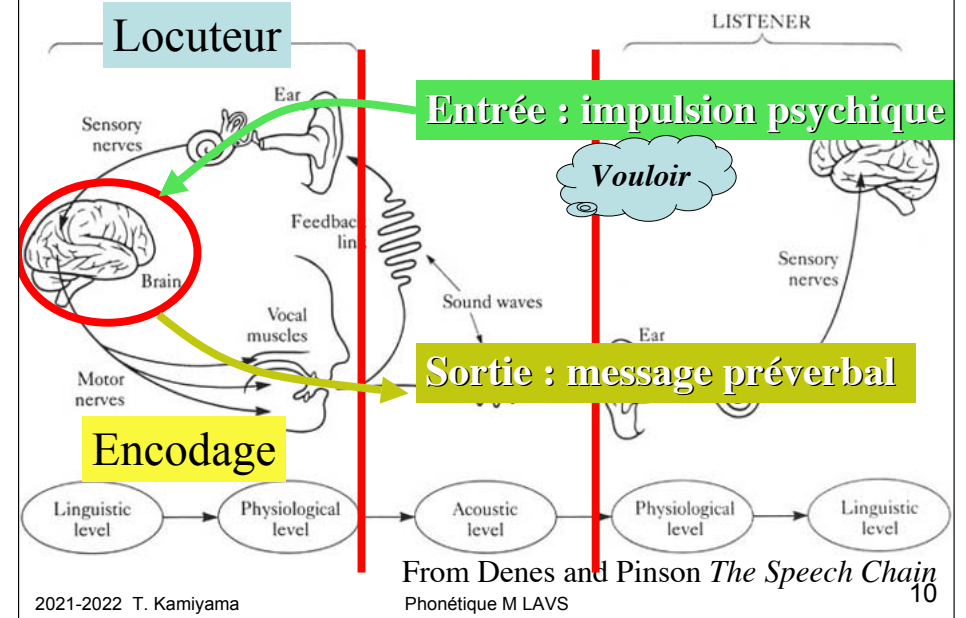 LISTENER
Locuteur
Ear
Entrée : impulsion psychique
Sensory
nerves
Vouloir
Feedback
link
Brain
Sensory
nerves
Sound waves
Vocal
muscles
Ear
Sortie : message préverbal
Motor
nerves
Encodage
Linguistic
level
Physiological
level
Acoustic
level
Physiological
level
Linguistic
level
From Denes and Pinson The Speech Chain
2021-2022 T. Kamiyama
Phonétique M LAVS
10